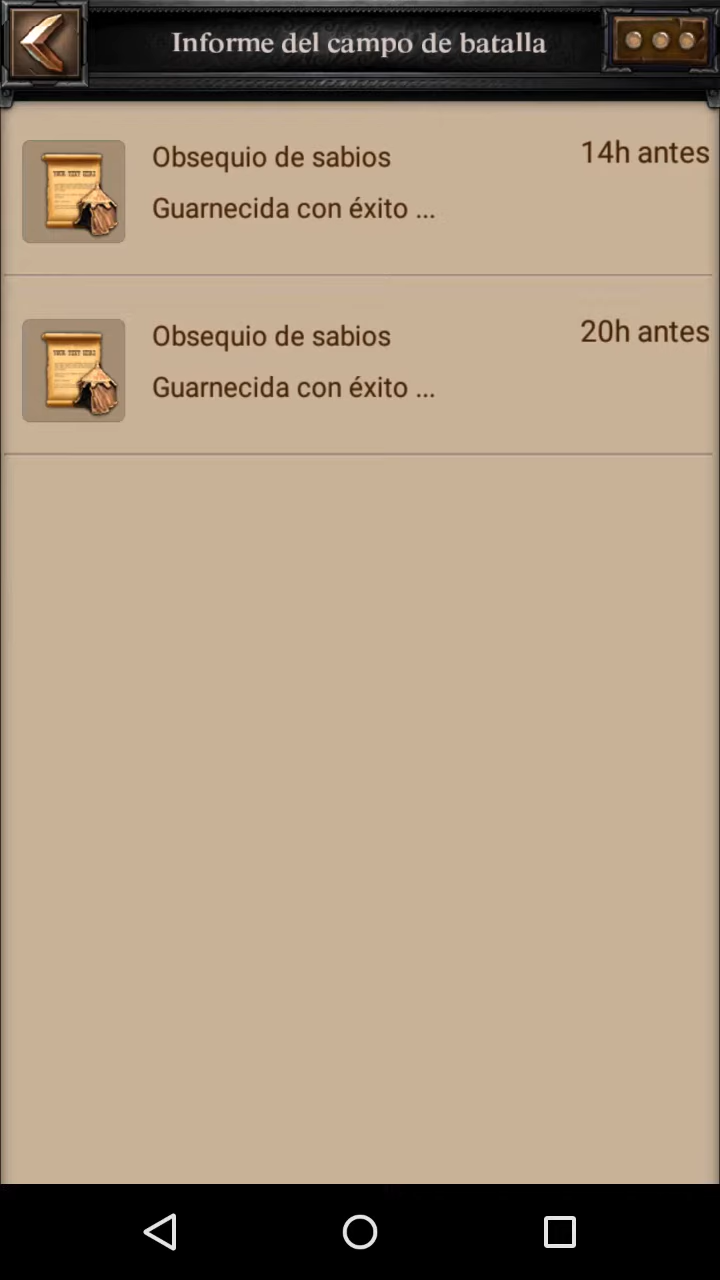 Informe del campo de batalla
Obsequio de sabios
14h antes
Guarnecida con éxito ...
Obsequio de sabios
20h antes
Guarnecida con éxito ...